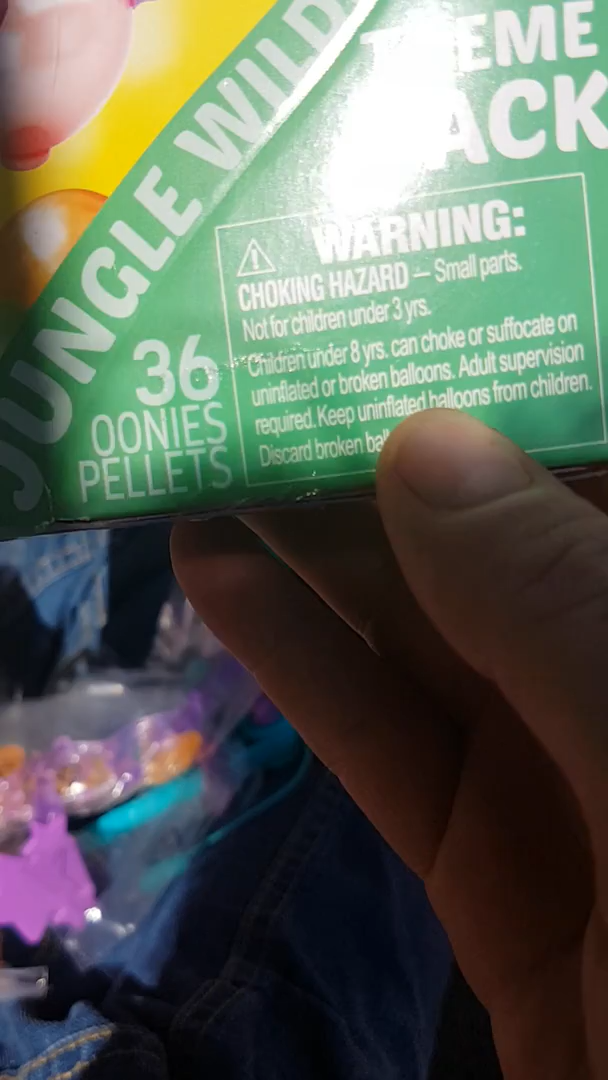 JUNGLE WILD
THEME
PACK
WARNING:
CHOKING HAZARD – Small parts.
Not for children under 3 yrs.
Children under 8 yrs. can choke or suffocate on
uninflated or broken balloons. Adult supervision
required. Keep uninflated balloons from children.
Discard broken
36
OONIES
PELLETS